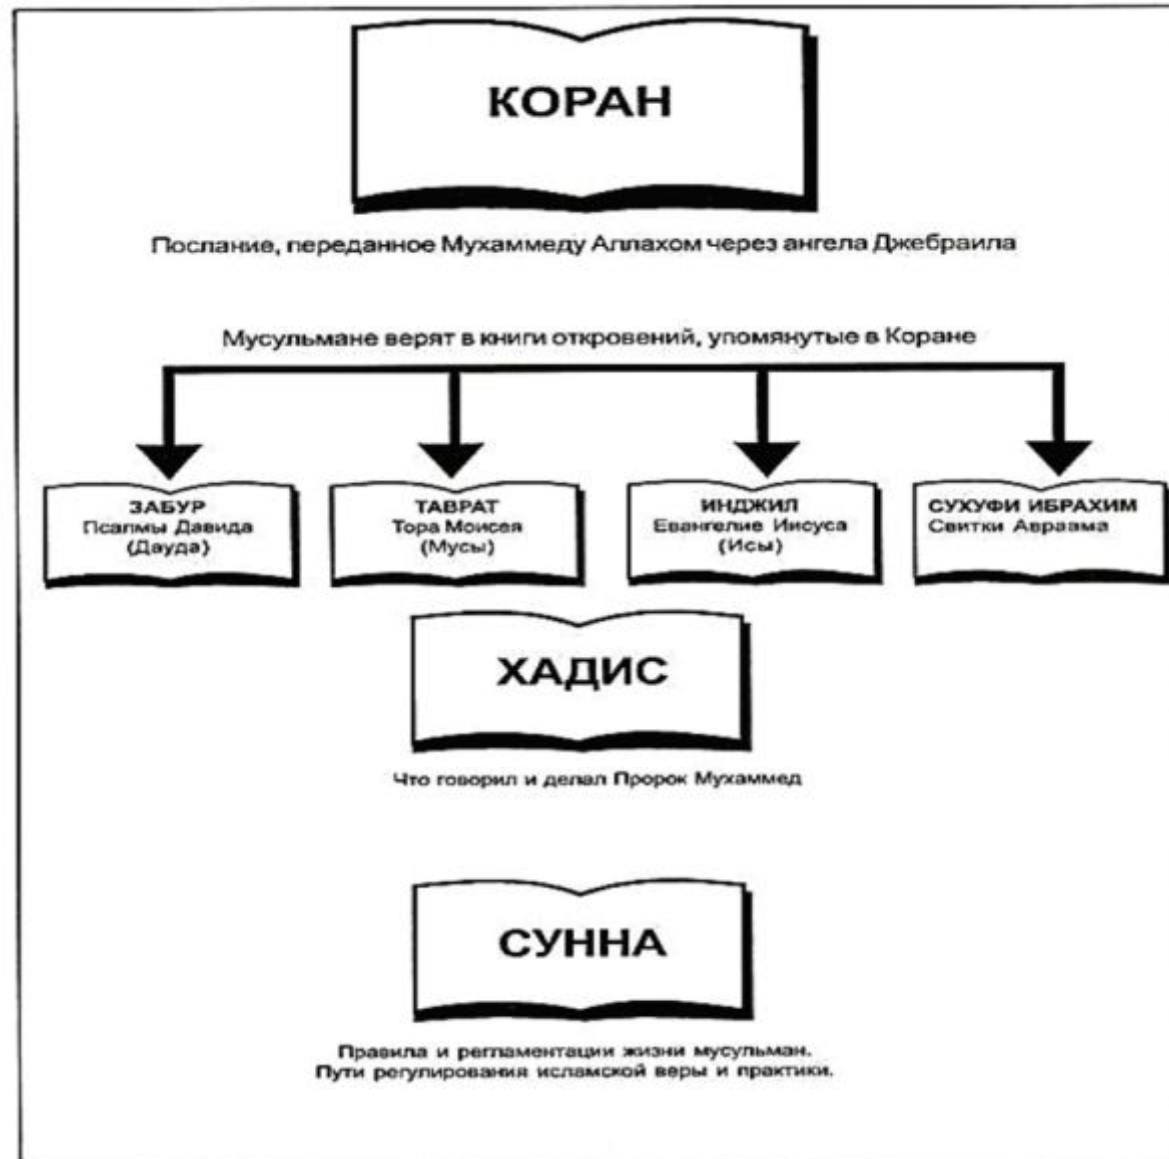 КОРАН
Послание, переданное Мухаммеду Аллахом через ангела Джебраила
Мусульмане верят в книги откровений, упомянутые в Коране
ЗАБУР
Псалмы Давида
(Дауда)
ТАВРАТ
Тора Моисея
(Мусы)
ИНДЖИЛ
Евангелие Иисуса
(Исы)
СУХУФИ ИБРАХИМ
Свитки Авраама
ХАДИС
Что говорил и делал Пророк Мухаммед
СУННА
Правила и регламентации жизни мусульман.
Пути регулирования исламской веры и практики.